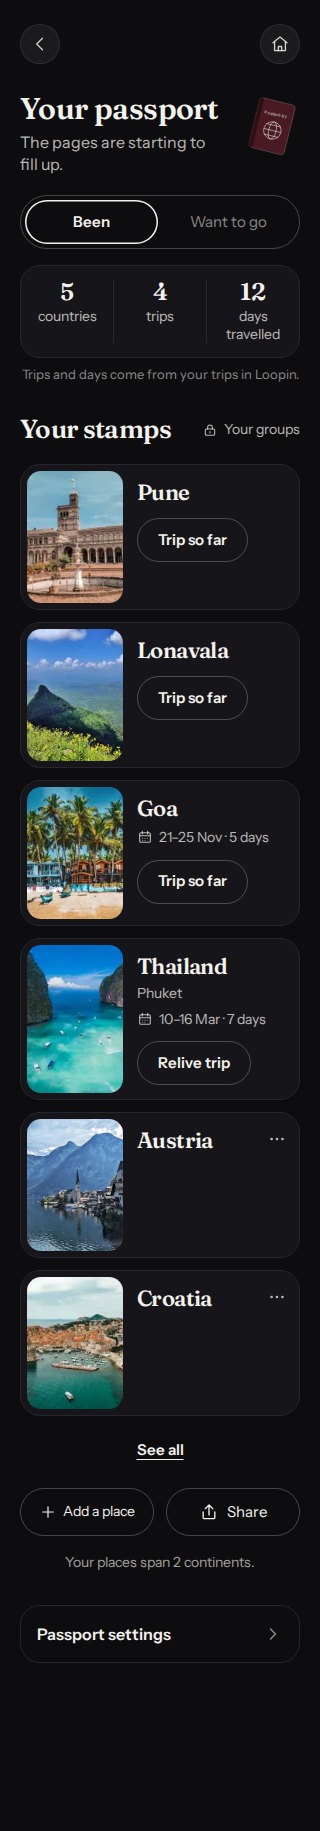 Your passport
The pages are starting to
fill up.
Been
Want to go
5
countries
4
trips
12
days
travelled
Trips and days come from your trips in Loopin.
Your stamps
Your groups
Pune
Trip so far
Lonavala
Trip so far
Goa
21–25 Nov · 5 days
Trip so far
Thailand
Phuket
10–16 Mar · 7 days
Relive trip
Austria
Croatia
See all
Add a place
Share
Your places span 2 continents.
Passport settings